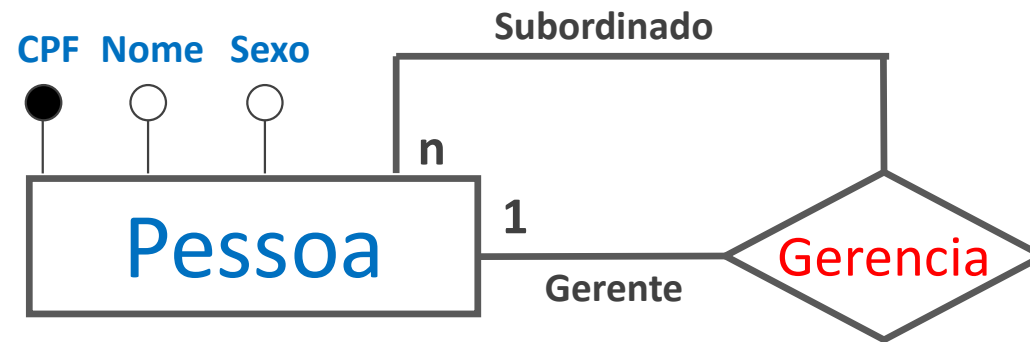 Subordinado
CPF Nome Sexo
n
1
Pessoa
Gerencia
Gerente